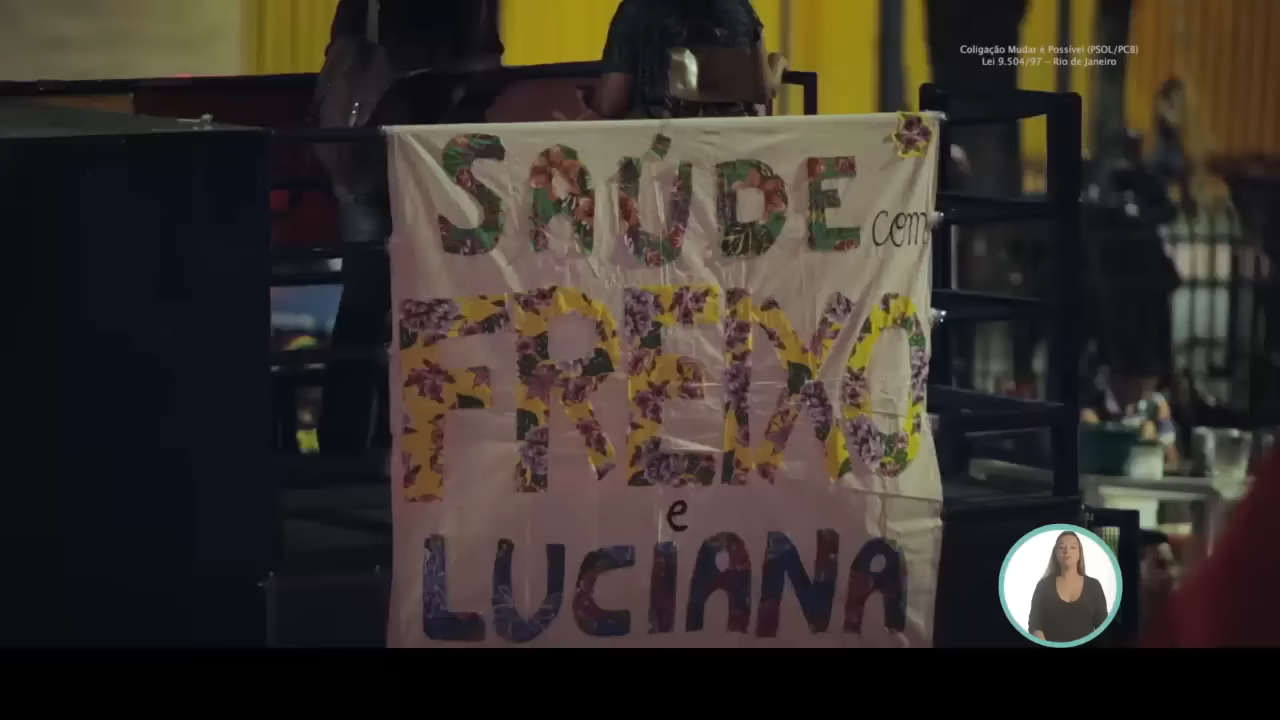 Coligação Mudar é Possível (PSOL/PCB)
Lei 9.504/97 - Rio de Janeiro
SAÚDE com
FREIXO
e
LUCIANA